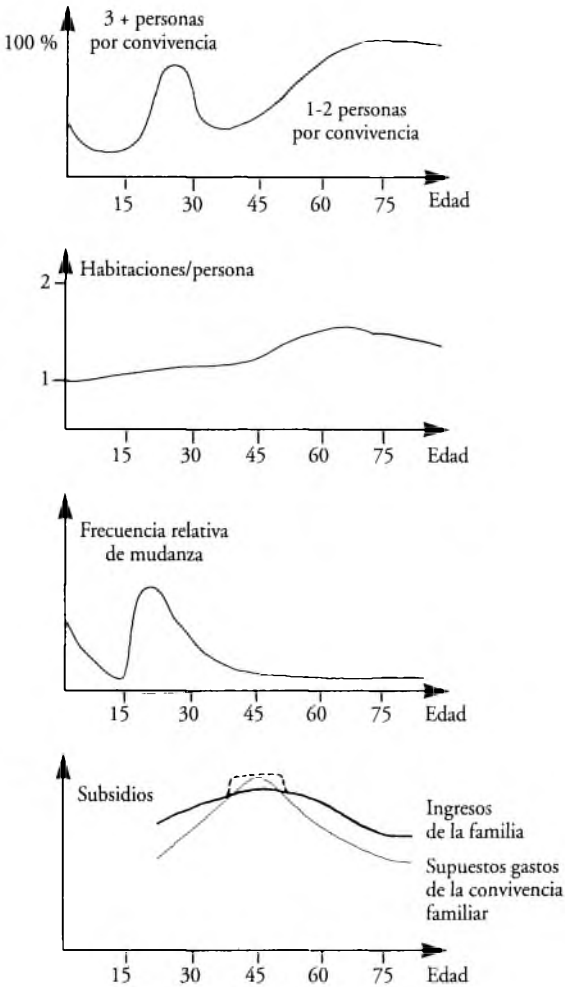 3 + personas
por convivencia
100 %
1-2 personas
por convivencia
15 30 45 60 75 Edad
Habitaciones/persona
2
1
15 30 45 60 75 Edad
Frecuencia relativa
de mudanza
15 30 45 60 75 Edad
Subsidios
Ingresos
de la familia
Supuestos gastos
de la convivencia
familiar
15 30 45 60 75 Edad